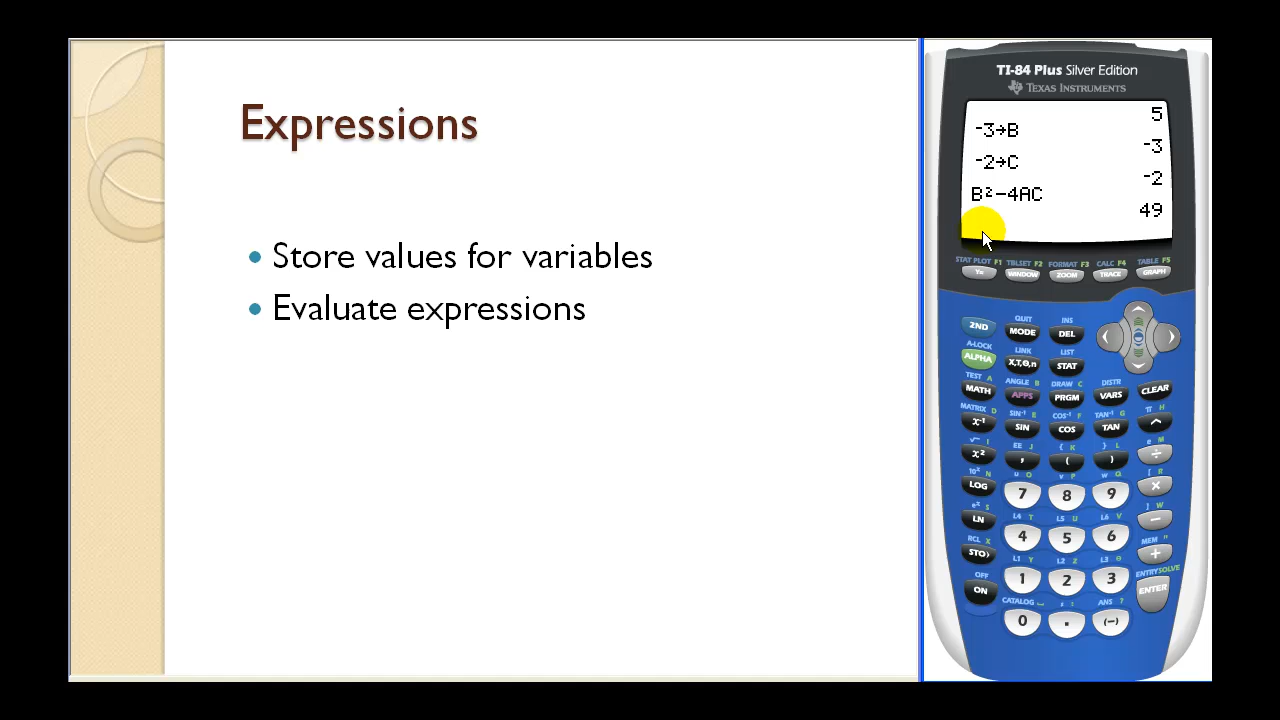 Expressions
• Store values for variables
• Evaluate expressions
TI-84 Plus Silver Edition
TEXAS INSTRUMENTS
5
-3→B
-3
-2→C
-2
B²-4AC
49
STAT PLOT F1 TBLSET F2 FORMAT F3 CALC F4 TABLE F5
Y= WINDOW ZOOM TRACE GRAPH
QUIT INS
2ND MODE DEL
A-LOCK LINK LIST
ALPHA X,T,θ,n STAT
TEST A ANGLE B DRAW C DISTR
MATH APPS PRGM VARS CLEAR
MATRIX D SIN⁻¹ E COS⁻¹ F TAN⁻¹ G π H
x⁻¹ SIN COS TAN ^
√ I EE J { K } L e M
x² , ( ) ÷
10ˣ N u O v P w Q [ R
LOG 7 8 9 ×
eˣ S L4 T L5 U L6 V ] W
LN 4 5 6 −
RCL X L1 Y L2 Z L3 θ MEM "
STO› 1 2 3 +
OFF CATALOG ⎵ i : ANS ? ENTRY SOLVE
ON 0 . (-) ENTER